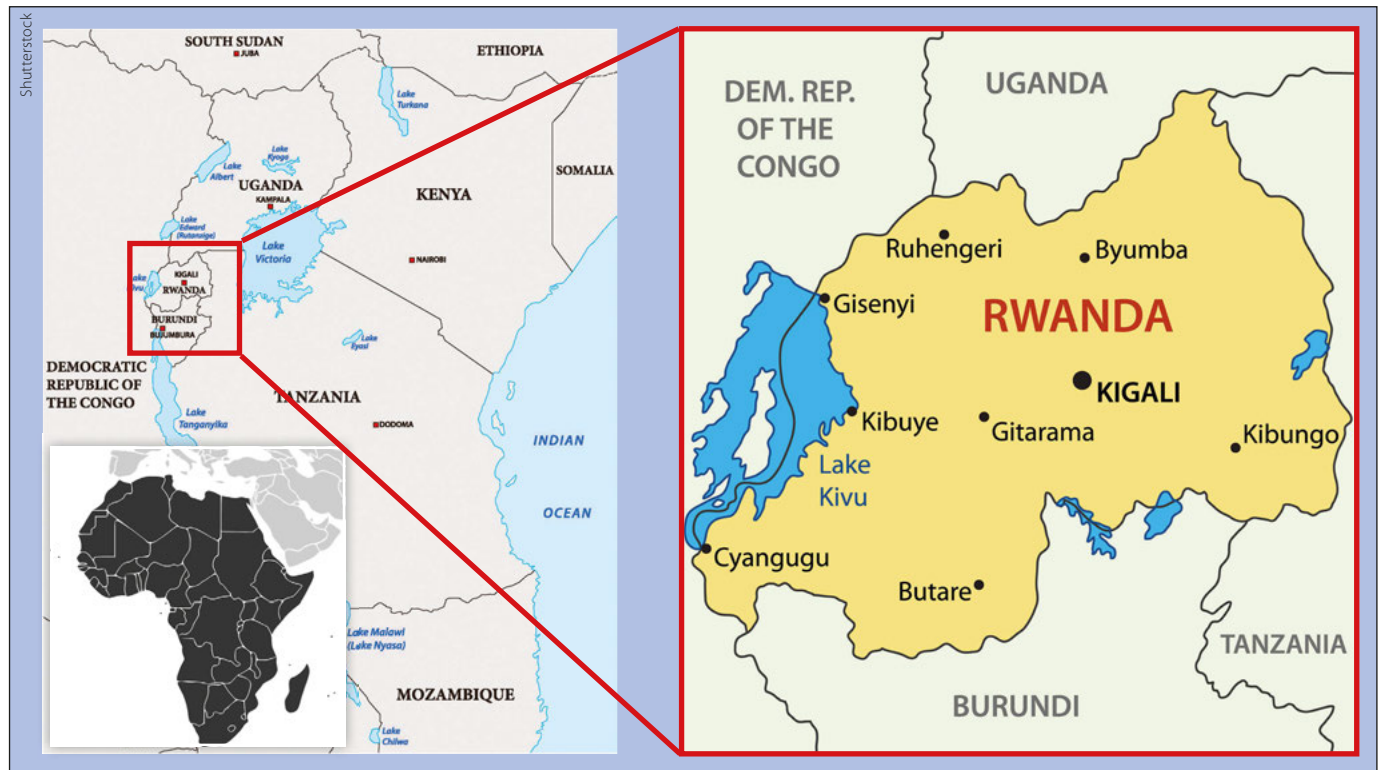 Shutterstock
SOUTH SUDAN
JUBA
ETHIOPIA
Lake
Turkana
Lake
Kyoga
Lake
Albert
UGANDA
KAMPALA
SOMALIA
KENYA
Lake
Edward
(Rutanzige)
Lake
Victoria
NAIROBI
KIGALI
RWANDA
BURUNDI
BUJUMBURA
Lake
Eyasi
DEMOCRATIC
REPUBLIC OF
THE CONGO
TANZANIA
Lake
Tanganyika
DODOMA
INDIAN
OCEAN
Lake Malawi
(Lake Nyasa)
MOZAMBIQUE
Lake
Chilwa
DEM. REP.
OF THE
CONGO
UGANDA
Ruhengeri
Byumba
Gisenyi
RWANDA
KIGALI
Kibuye
Gitarama
Kibungo
Lake
Kivu
Cyangugu
Butare
TANZANIA
BURUNDI